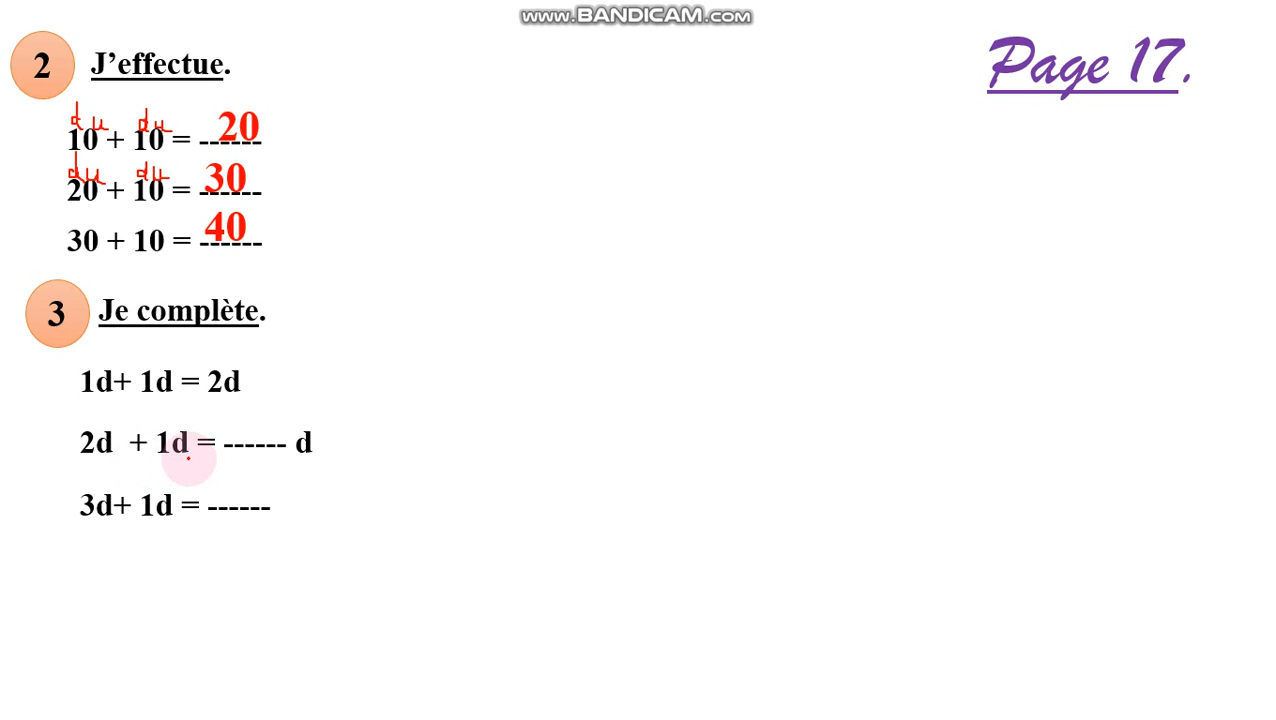 www.BANDICAM.com
Page 17.
2 J’effectue.
d u d u
10 + 10 = ------ 20
d u d u
20 + 10 = ------ 30
30 + 10 = ------ 40
3 Je complète.
1d+ 1d = 2d
2d + 1d = ------ d
3d+ 1d = ------